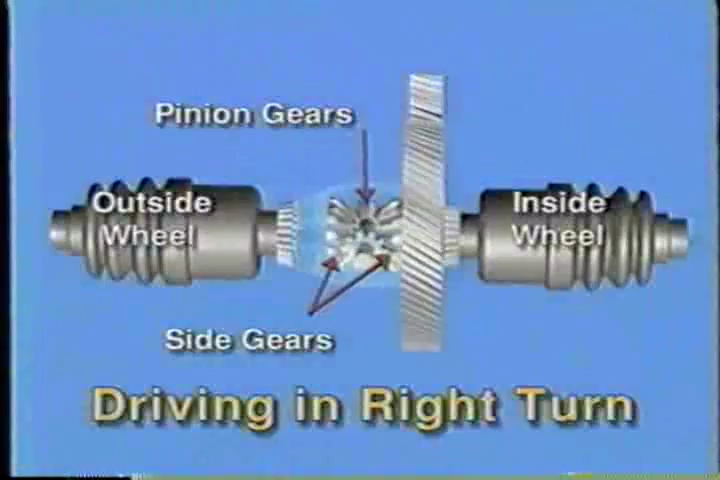 Pinion Gears
Outside
Wheel
Inside
Wheel
Side Gears
Driving in Right Turn